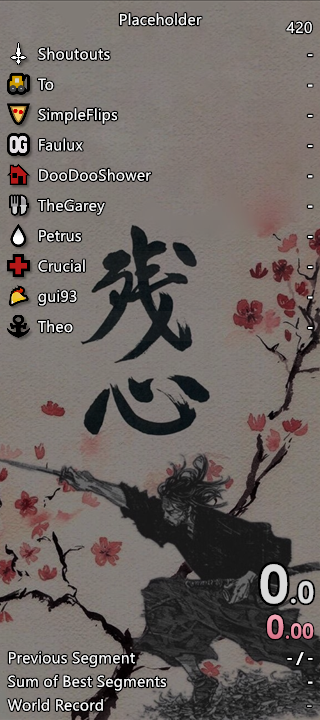 Placeholder
420
Shoutouts -
To -
SimpleFlips -
OG Faulux -
DooDooShower -
TheGarey -
Petrus -
Crucial -
gui93 -
Theo -
残
心
0.0
0.00
Previous Segment - / -
Sum of Best Segments -
World Record -